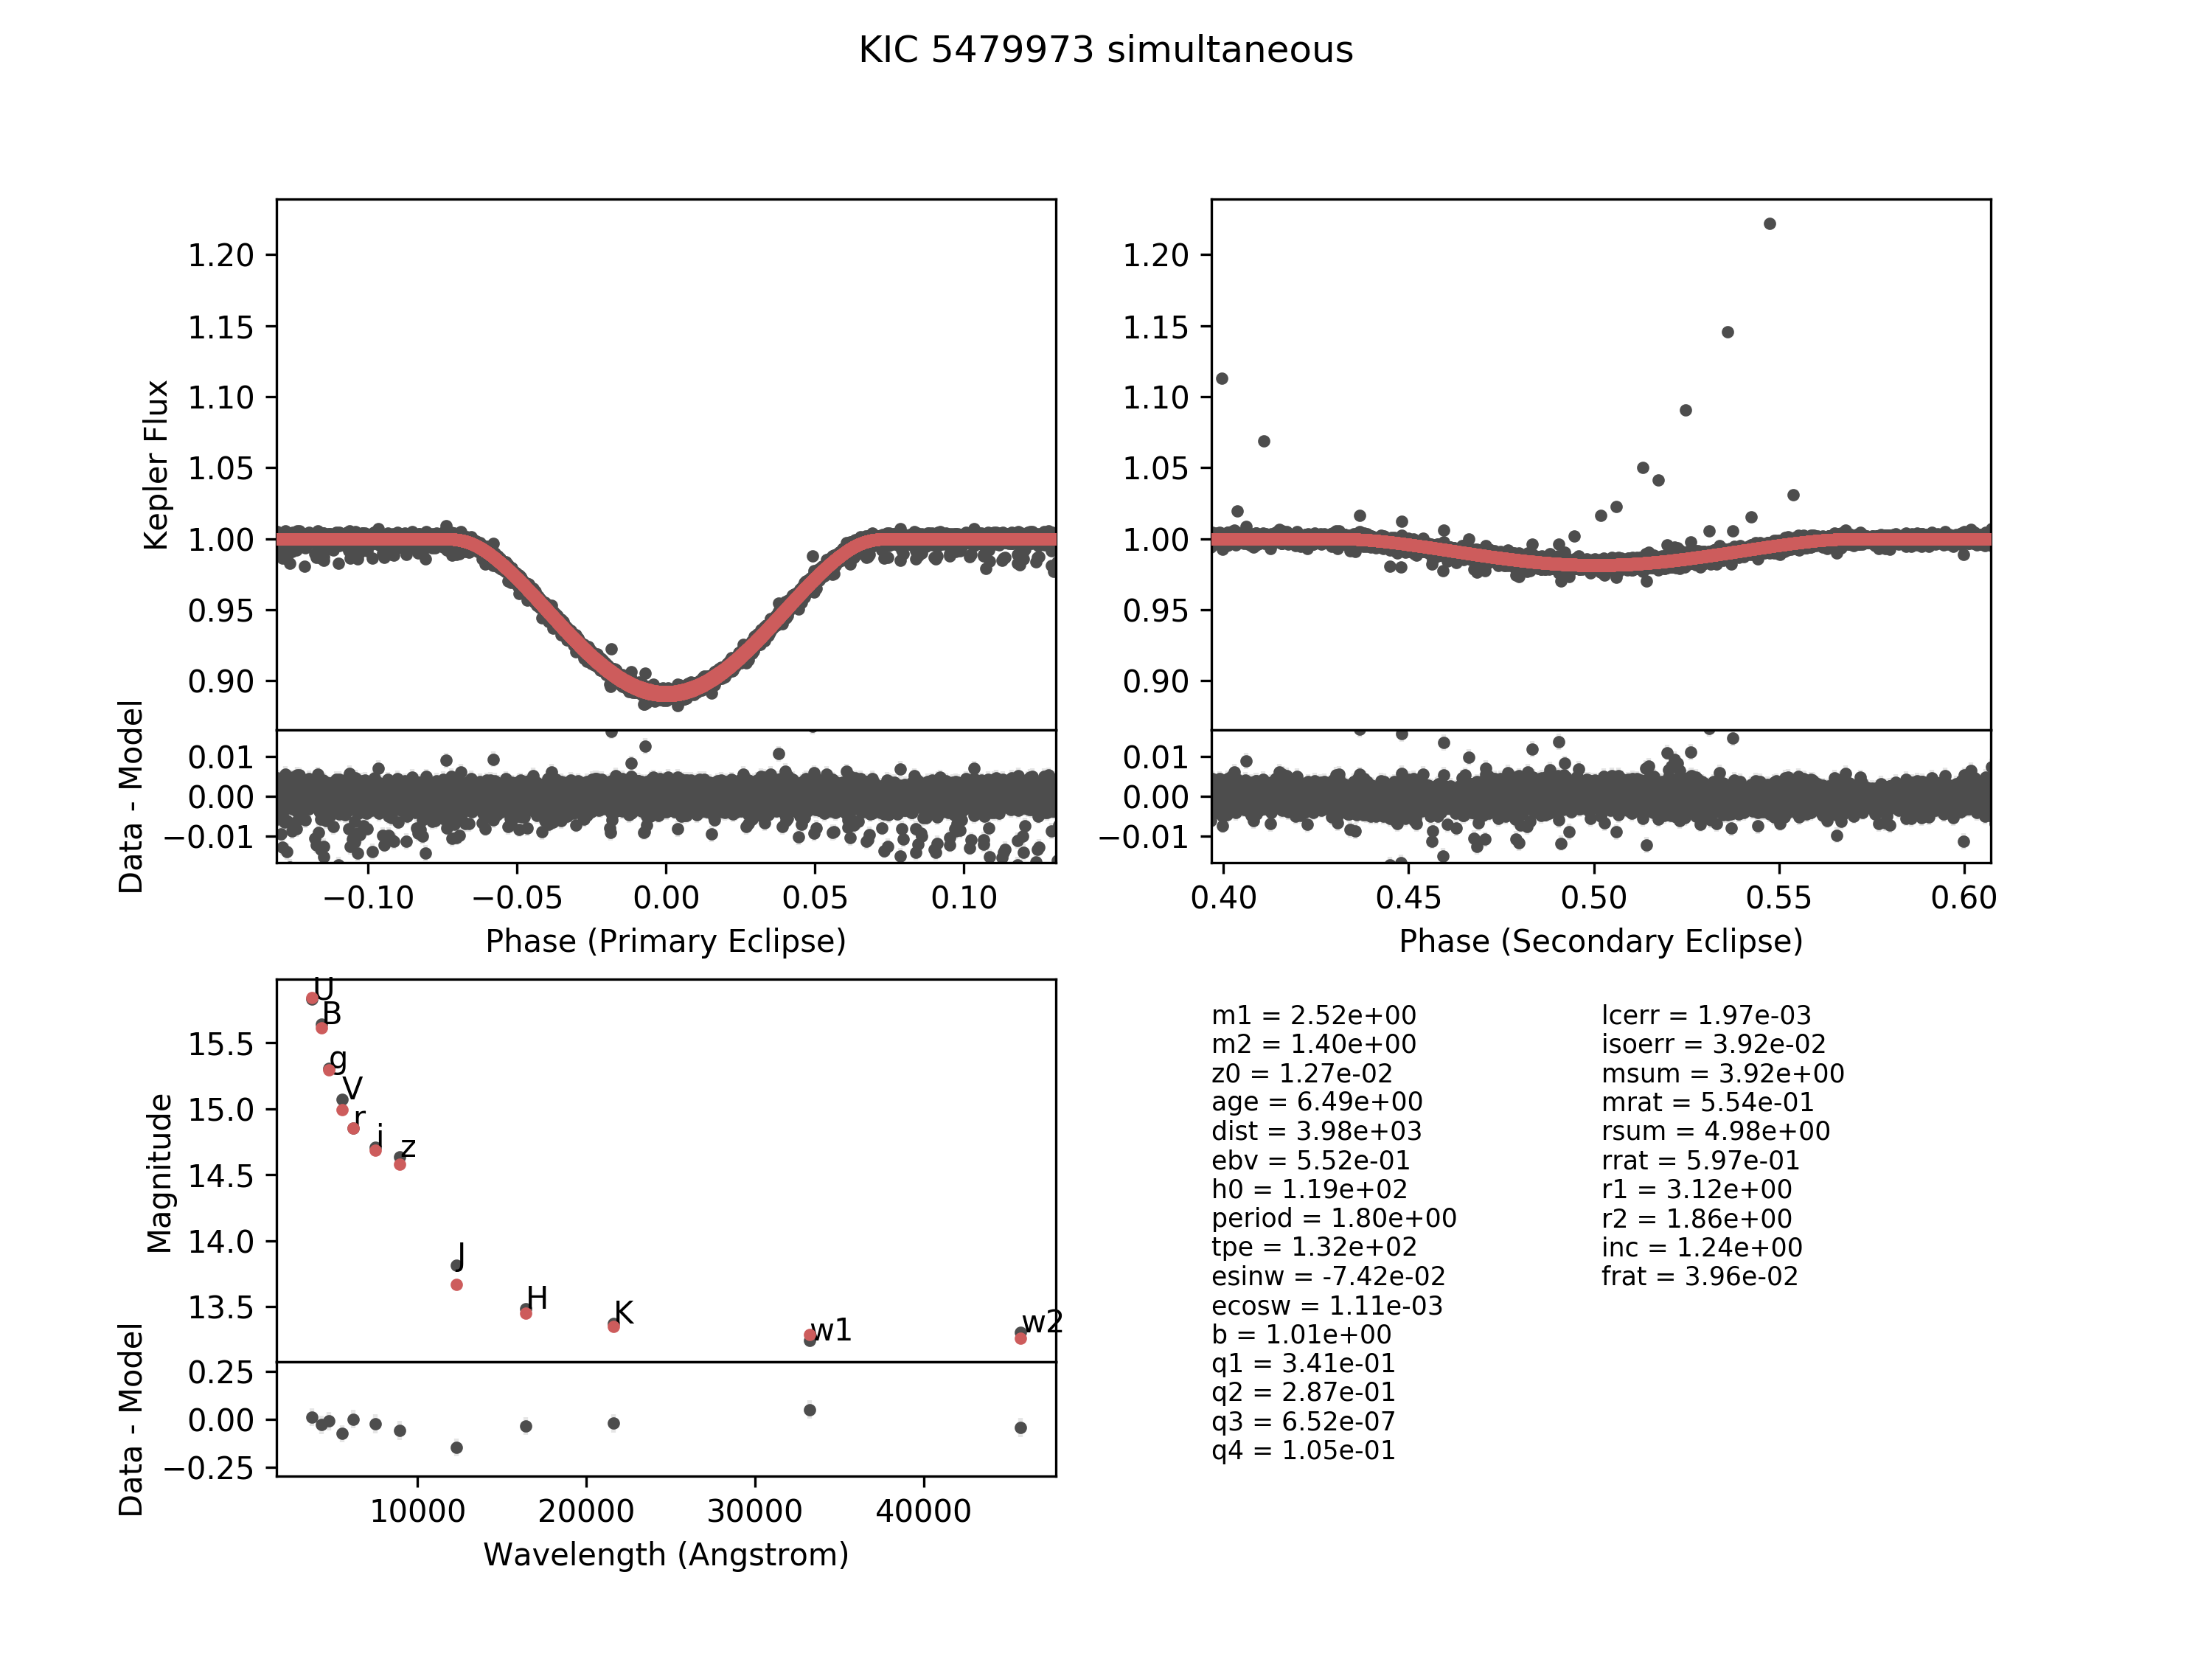 KIC 5479973 simultaneous
Kepler Flux
1.20
1.15
1.10
1.05
1.00
0.95
0.90
Data - Model
0.01
0.00
−0.01
−0.10 −0.05 0.00 0.05 0.10
Phase (Primary Eclipse)
1.20
1.15
1.10
1.05
1.00
0.95
0.90
0.01
0.00
−0.01
0.40 0.45 0.50 0.55 0.60
Phase (Secondary Eclipse)
Magnitude
15.5
15.0
14.5
14.0
13.5
U
B
g
V
r
i
z
J
H
K
w1
w2
Data - Model
0.25
0.00
−0.25
10000 20000 30000 40000
Wavelength (Angstrom)
m1 = 2.52e+00
m2 = 1.40e+00
z0 = 1.27e-02
age = 6.49e+00
dist = 3.98e+03
ebv = 5.52e-01
h0 = 1.19e+02
period = 1.80e+00
tpe = 1.32e+02
esinw = -7.42e-02
ecosw = 1.11e-03
b = 1.01e+00
q1 = 3.41e-01
q2 = 2.87e-01
q3 = 6.52e-07
q4 = 1.05e-01
lcerr = 1.97e-03
isoerr = 3.92e-02
msum = 3.92e+00
mrat = 5.54e-01
rsum = 4.98e+00
rrat = 5.97e-01
r1 = 3.12e+00
r2 = 1.86e+00
inc = 1.24e+00
frat = 3.96e-02